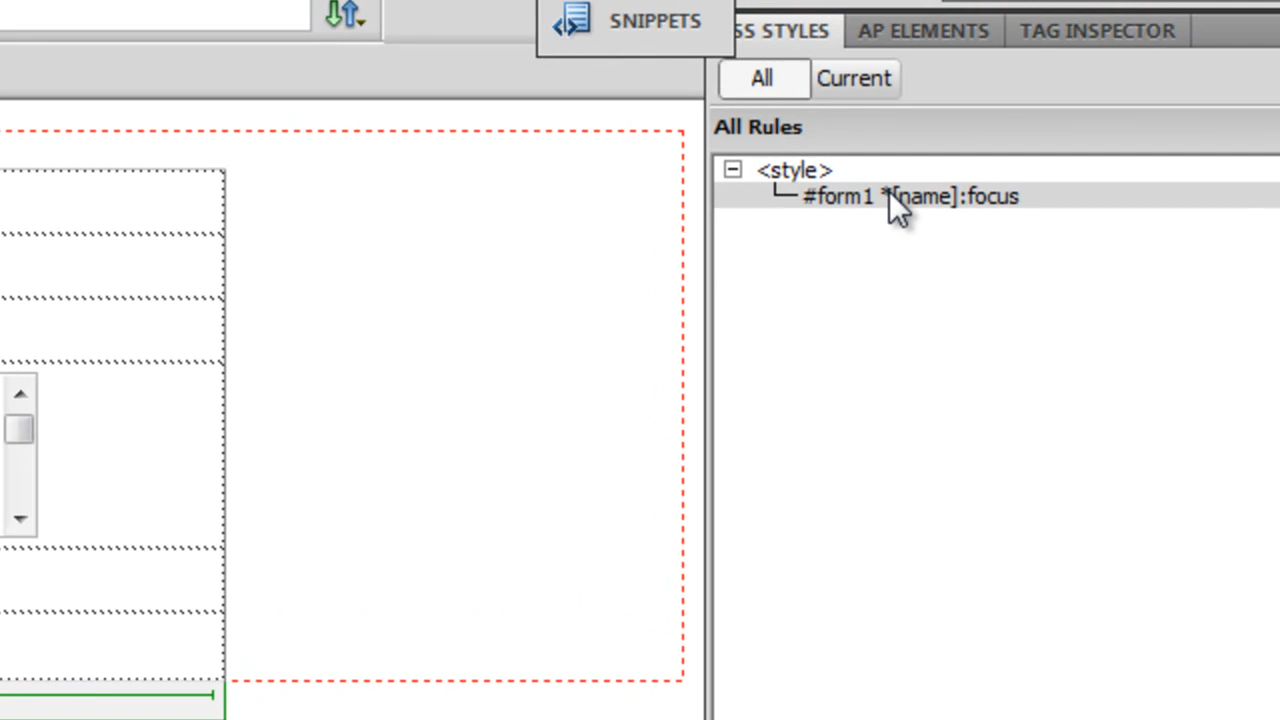 SNIPPETS
SS STYLES
AP ELEMENTS
TAG INSPECTOR
All
Current
All Rules
<style>
#form1 *[name]:focus